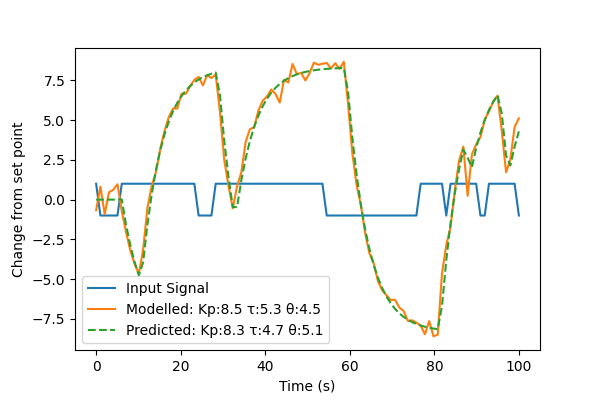 7.5
5.0
2.5
0.0
−2.5
−5.0
−7.5
Change from set point
Input Signal
Modelled: Kp:8.5 τ:5.3 θ:4.5
Predicted: Kp:8.3 τ:4.7 θ:5.1
0 20 40 60 80 100
Time (s)